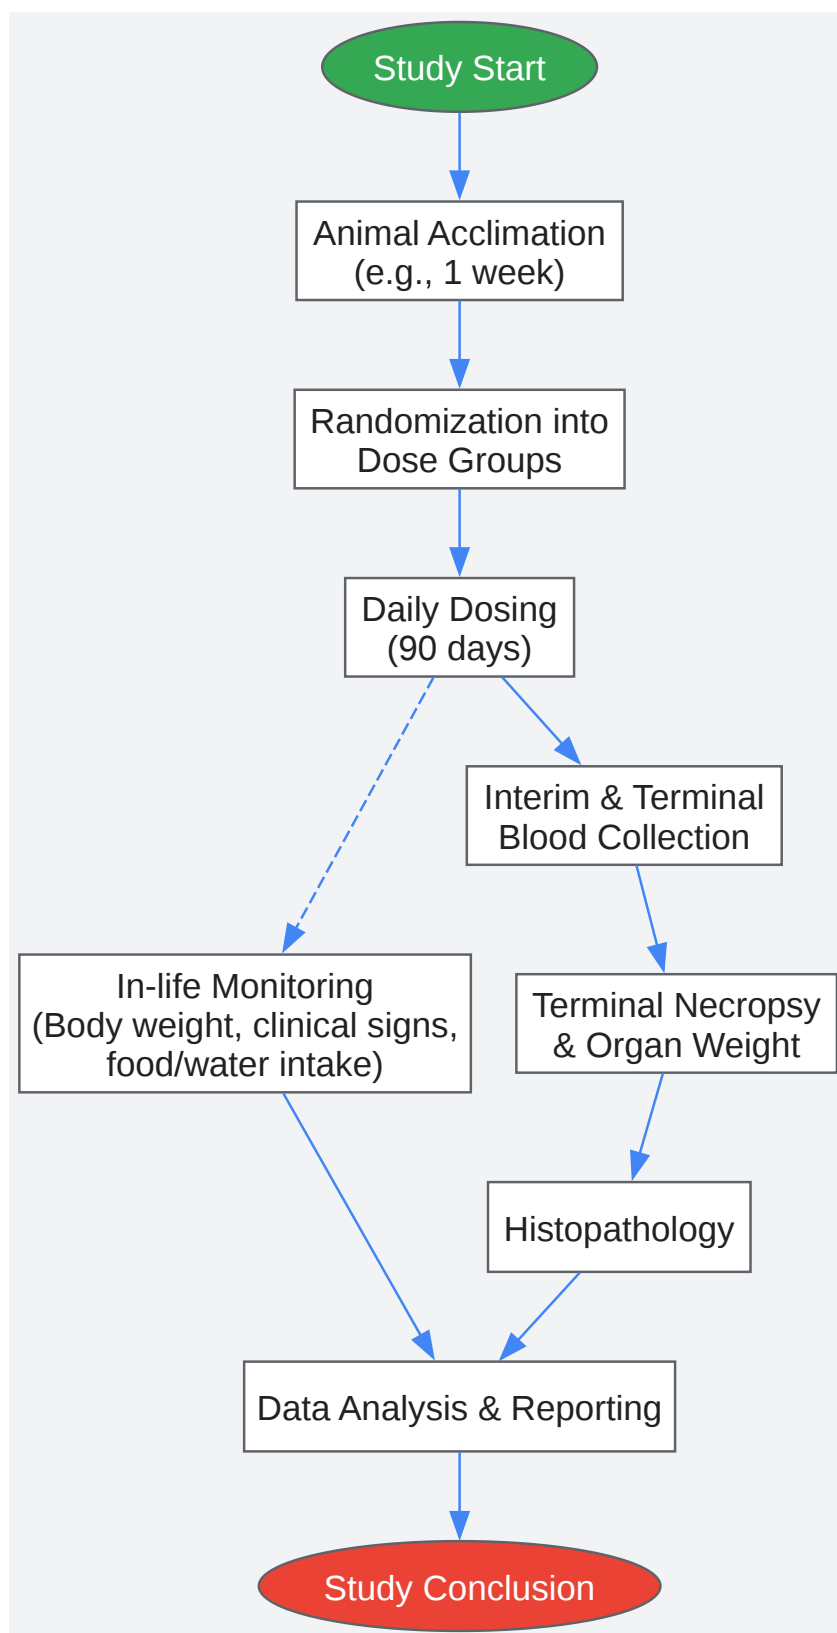 Study Start
Animal Acclimation
(e.g., 1 week)
Randomization into
Dose Groups
Daily Dosing
(90 days)
Interim & Terminal
Blood Collection
In-life Monitoring
(Body weight, clinical signs,
food/water intake)
Terminal Necropsy
& Organ Weight
Histopathology
Data Analysis & Reporting
Study Conclusion